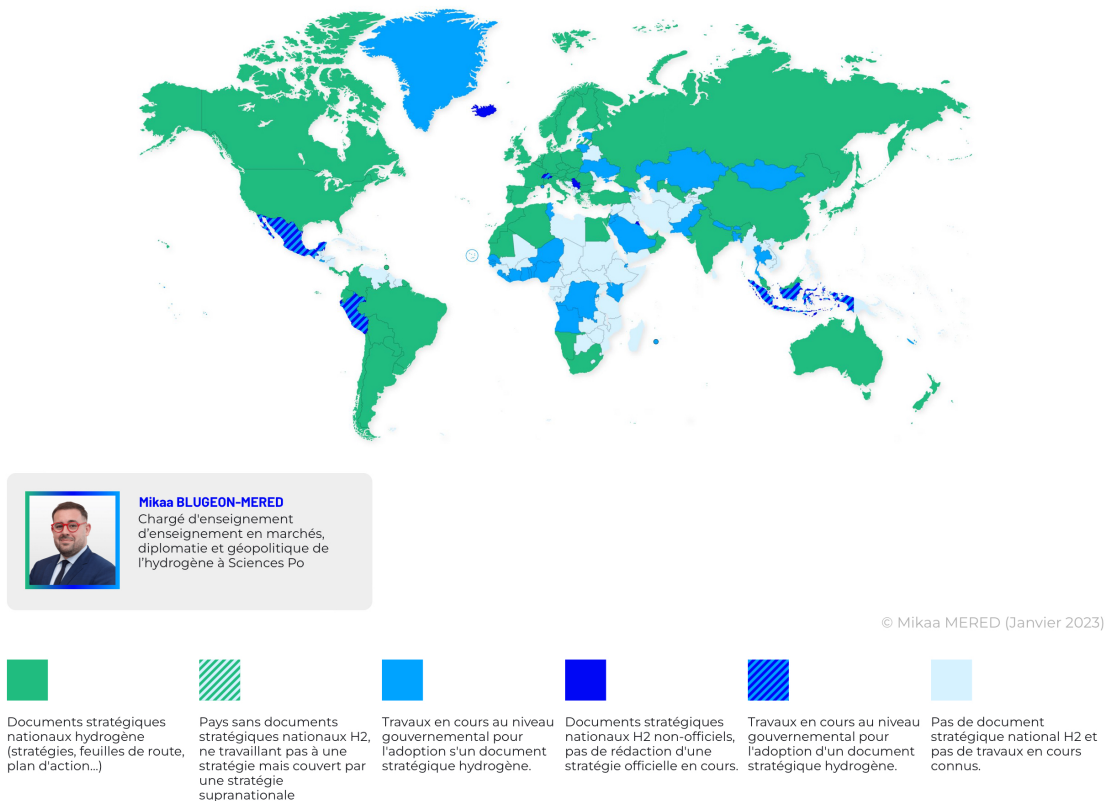 Mikaa BLUGEON-MERED
Chargé d'enseignement
d'enseignement en marchés,
diplomatie et géopolitique de
l'hydrogène à Sciences Po
© Mikaa MERED (Janvier 2023)
Documents stratégiques
nationaux hydrogène
(stratégies, feuilles de route,
plan d'action...)
Pays sans documents
stratégiques nationaux H2,
ne travaillant pas à une
stratégie mais couvert par
une stratégie
supranationale
Travaux en cours au niveau
gouvernemental pour
l'adoption s'un document
stratégique hydrogène.
Documents stratégiques
nationaux H2 non-officiels,
pas de rédaction d'une
stratégie officielle en cours.
Travaux en cours au niveau
gouvernemental pour
l'adoption d'un document
stratégique hydrogène.
Pas de document
stratégique national H2 et
pas de travaux en cours
connus.